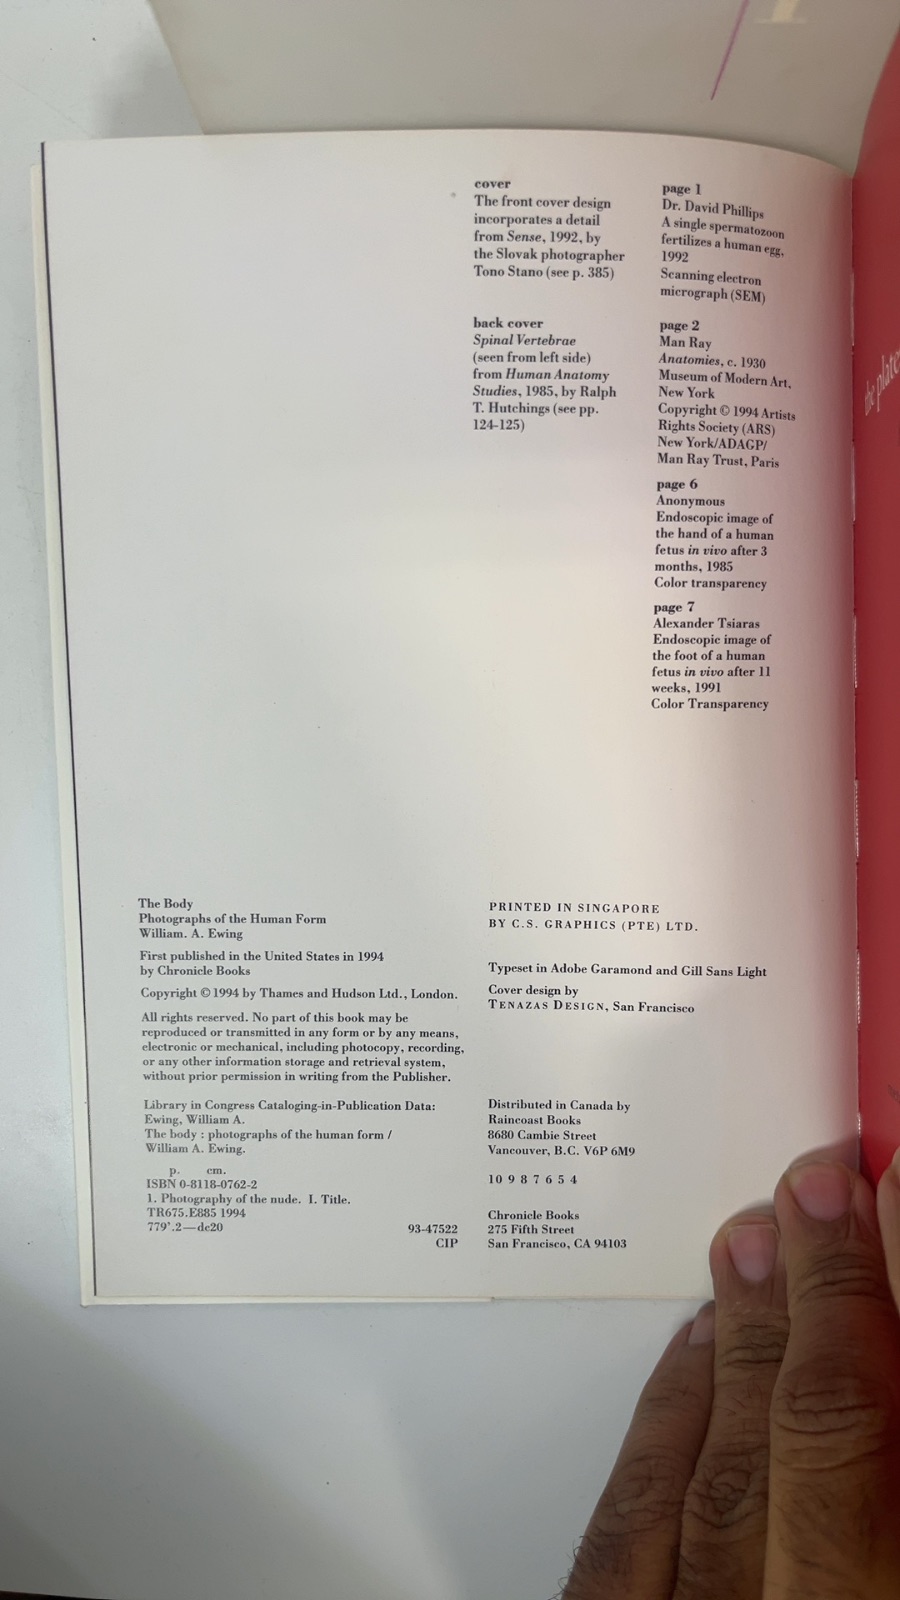 cover
The front cover design
incorporates a detail
from Sense, 1992, by
the Slovak photographer
Tono Stano (see p. 385)
back cover
Spinal Vertebrae
(seen from left side)
from Human Anatomy
Studies, 1985, by Ralph
T. Hutchings (see pp.
124-125)
page 1
Dr. David Phillips
A single spermatozoon
fertilizes a human egg,
1992
Scanning electron
micrograph (SEM)
page 2
Man Ray
Anatomies, c. 1930
Museum of Modern Art,
New York
Copyright © 1994 Artists
Rights Society (ARS)
New York/ADAGP/
Man Ray Trust, Paris
page 6
Anonymous
Endoscopic image of
the hand of a human
fetus in vivo after 3
months, 1985
Color transparency
page 7
Alexander Tsiaras
Endoscopic image of
the foot of a human
fetus in vivo after 11
weeks, 1991
Color Transparency
The Body
Photographs of the Human Form
William. A. Ewing
First published in the United States in 1994
by Chronicle Books
Copyright © 1994 by Thames and Hudson Ltd., London.
All rights reserved. No part of this book may be
reproduced or transmitted in any form or by any means,
electronic or mechanical, including photocopy, recording,
or any other information storage and retrieval system,
without prior permission in writing from the Publisher.
Library in Congress Cataloging-in-Publication Data:
Ewing, William A.
The body : photographs of the human form /
William A. Ewing.
p. cm.
ISBN 0-8118-0762-2
1. Photography of the nude. I. Title.
TR675.E885 1994
779'.2—dc20 93-47522
CIP
PRINTED IN SINGAPORE
BY C.S. GRAPHICS (PTE) LTD.
Typeset in Adobe Garamond and Gill Sans Light
Cover design by
TENAZAS DESIGN, San Francisco
Distributed in Canada by
Raincoast Books
8680 Cambie Street
Vancouver, B.C. V6P 6M9
10 9 8 7 6 5 4
Chronicle Books
275 Fifth Street
San Francisco, CA 94103
the